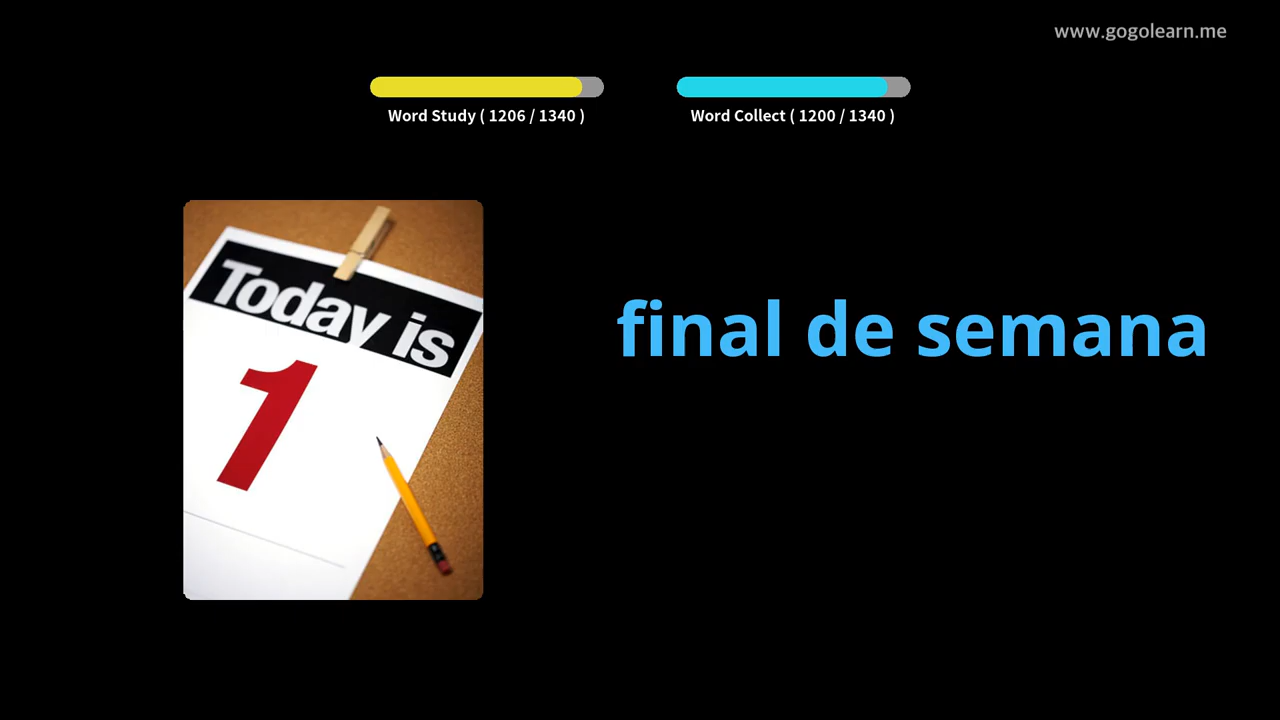 www.gogolearn.me
Word Study ( 1206 / 1340 )
Word Collect ( 1200 / 1340 )
Today is
1
final de semana